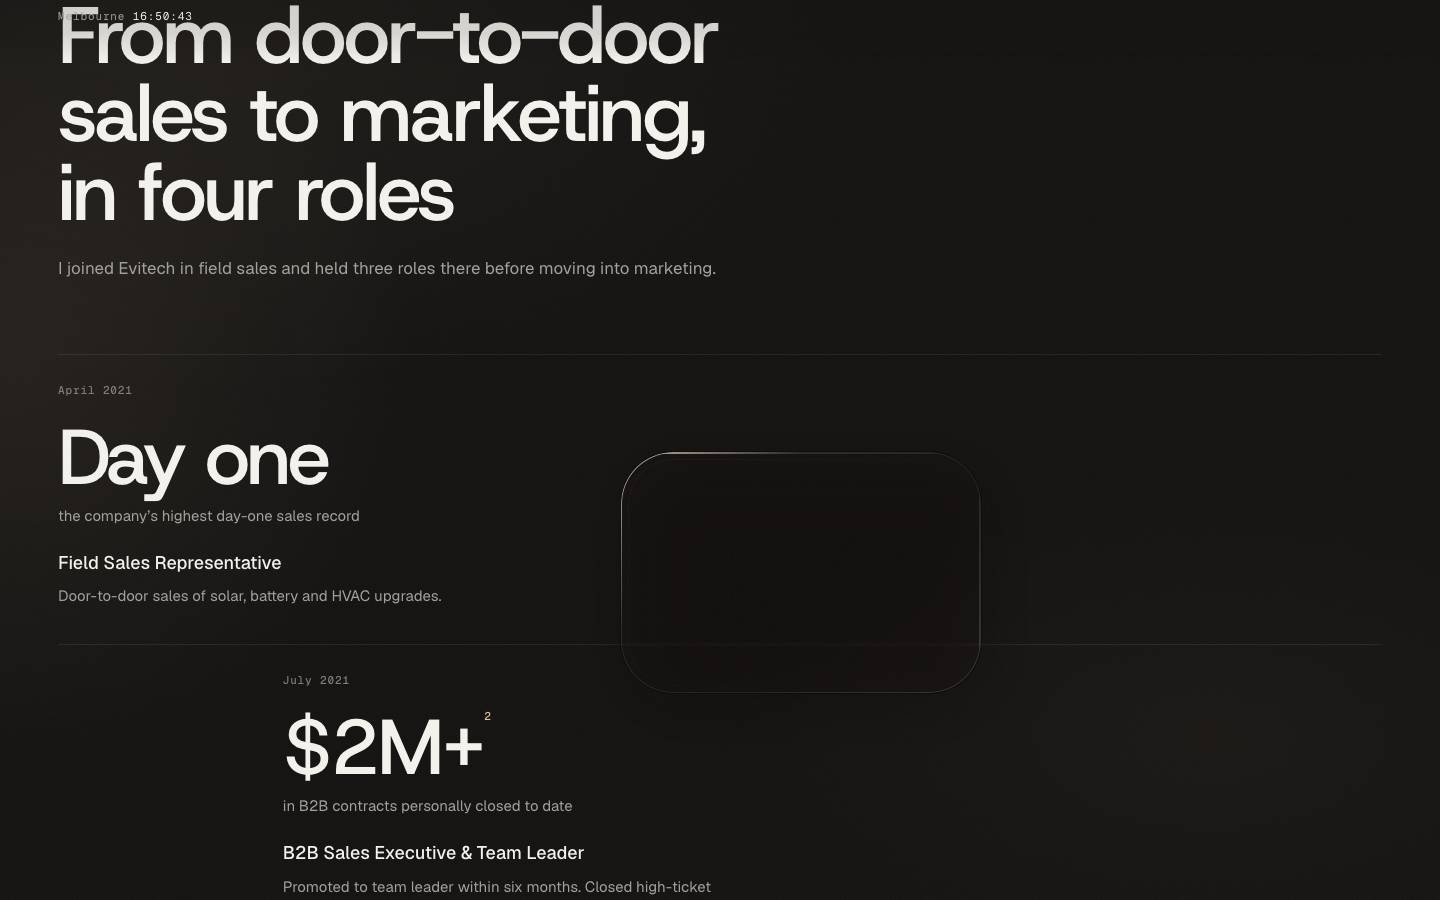 Melbourne 16:50:43
From door-to-door
sales to marketing,
in four roles
I joined Evitech in field sales and held three roles there before moving into marketing.
April 2021
Day one
the company’s highest day-one sales record
Field Sales Representative
Door-to-door sales of solar, battery and HVAC upgrades.
July 2021
$2M+ 2
in B2B contracts personally closed to date
B2B Sales Executive & Team Leader
Promoted to team leader within six months. Closed high-ticket